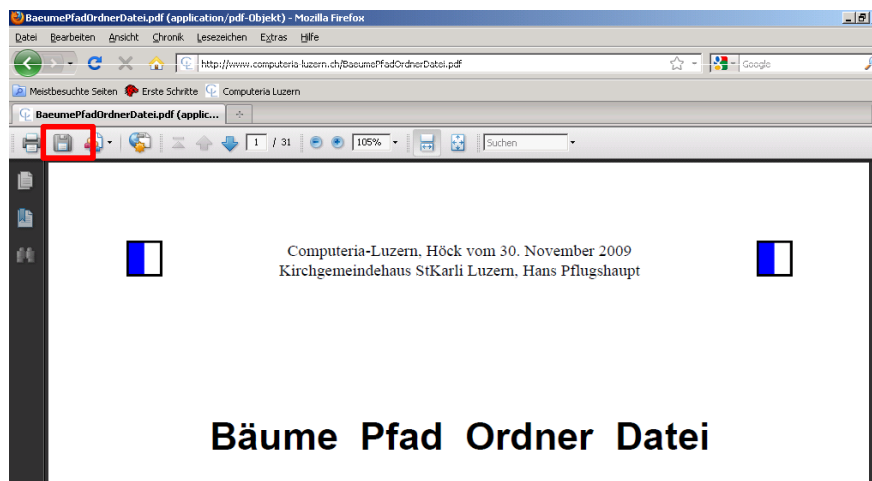 BaeumePfadOrdnerDatei.pdf (application/pdf-Objekt) - Mozilla Firefox
Datei Bearbeiten Ansicht Chronik Lesezeichen Extras Hilfe
http://www.computeria-luzern.ch/BaeumePfadOrdnerDatei.pdf Google
Meistbesuchte Seiten Erste Schritte Computeria Luzern
BaeumePfadOrdnerDatei.pdf (applic...
1 / 31 105% Suchen
Computeria-Luzern, Höck vom 30. November 2009
Kirchgemeindehaus StKarli Luzern, Hans Pflugshaupt
Bäume Pfad Ordner Datei